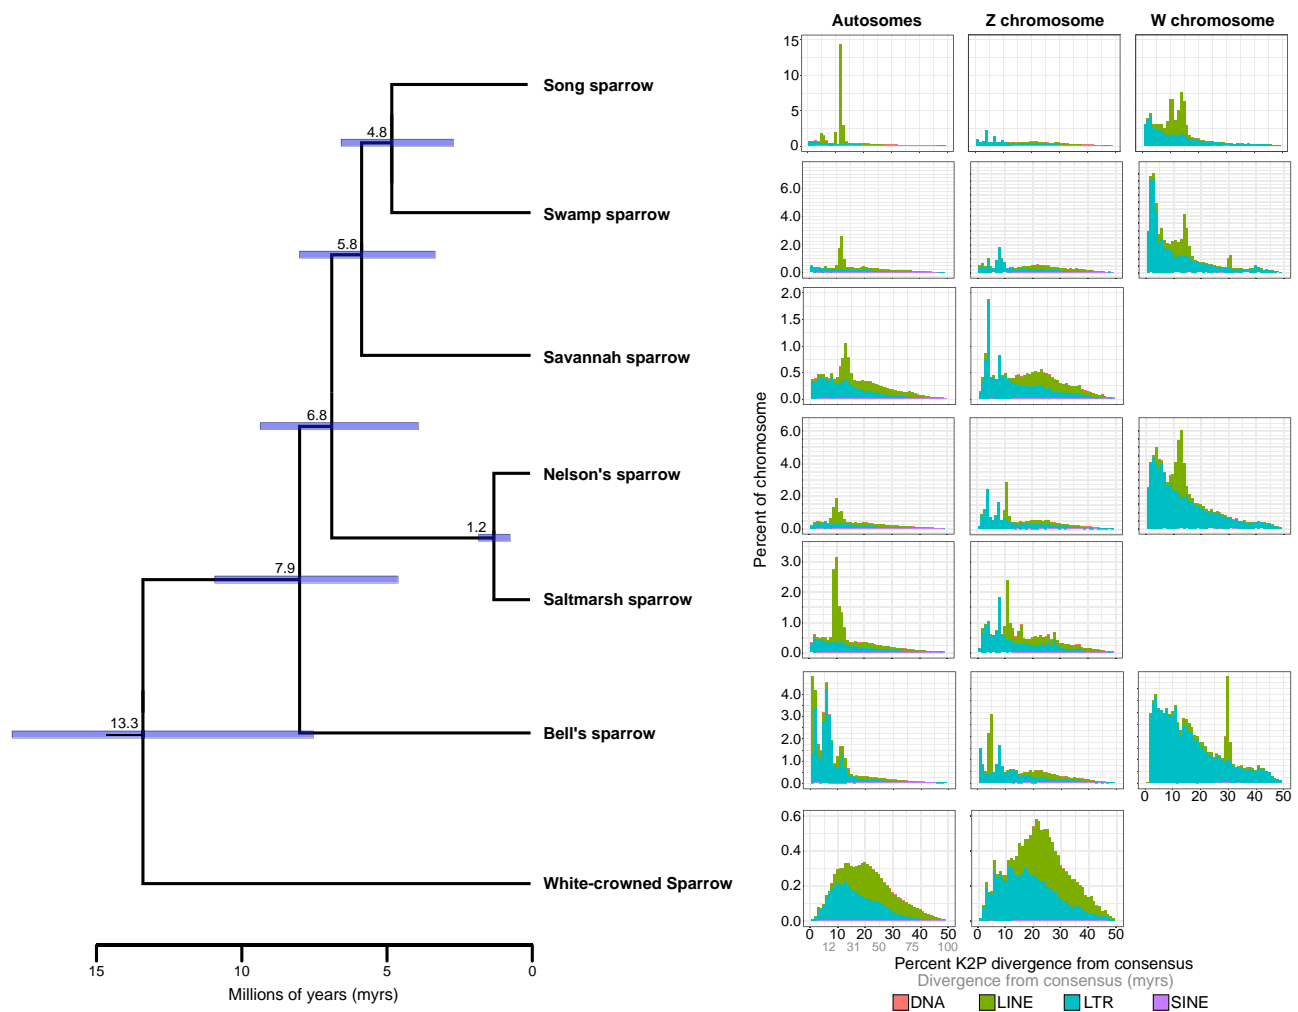 Autosomes Z chromosome W chromosome
Song sparrow
Swamp sparrow
Savannah sparrow
Nelson's sparrow
Saltmarsh sparrow
Bell's sparrow
White-crowned Sparrow
4.8
5.8
6.8
1.2
7.9
13.3
15 10 5 0
Millions of years (myrs)
Percent of chromosome
15
10
5
0
6.0
4.0
2.0
0.0
2.0
1.5
1.0
0.5
0.0
6.0
4.0
2.0
0.0
3.0
2.0
1.0
0.0
4.0
3.0
2.0
1.0
0.0
0 10 20 30 40 50
0.6
0.4
0.2
0.0
0 10 20 30 40 50 0 10 20 30 40 50
12 31 50 75 100
Percent K2P divergence from consensus
Divergence from consensus (myrs)
DNA LINE LTR SINE